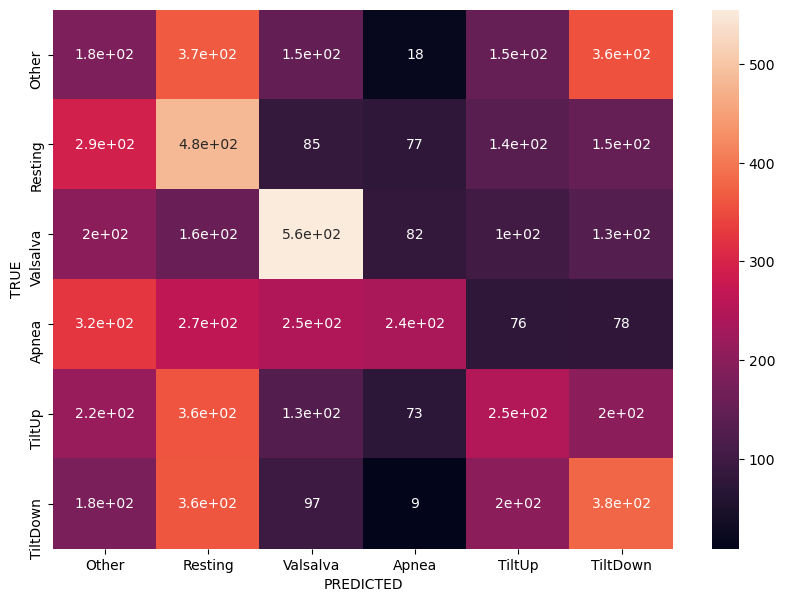 TRUE
Other 1.8e+02 3.7e+02 1.5e+02 18 1.5e+02 3.6e+02
Resting 2.9e+02 4.8e+02 85 77 1.4e+02 1.5e+02
Valsalva 2e+02 1.6e+02 5.6e+02 82 1e+02 1.3e+02
Apnea 3.2e+02 2.7e+02 2.5e+02 2.4e+02 76 78
TiltUp 2.2e+02 3.6e+02 1.3e+02 73 2.5e+02 2e+02
TiltDown 1.8e+02 3.6e+02 97 9 2e+02 3.8e+02
Other Resting Valsalva Apnea TiltUp TiltDown
PREDICTED
500
400
300
200
100